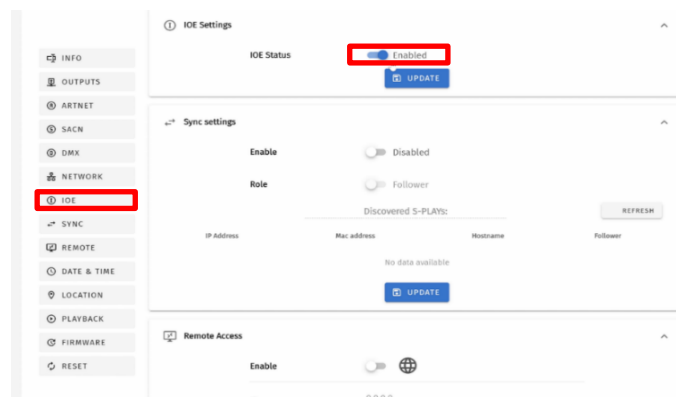 IOE Settings
INFO
OUTPUTS
ARTNET
SACN
DMX
NETWORK
IOE
SYNC
REMOTE
DATE & TIME
LOCATION
PLAYBACK
FIRMWARE
RESET
IOE Status
Enabled
UPDATE
Sync settings
Enable
Disabled
Role
Follower
Discovered S-PLAYs:
REFRESH
IP Address
Mac address
Hostname
Follower
No data available
UPDATE
Remote Access
Enable